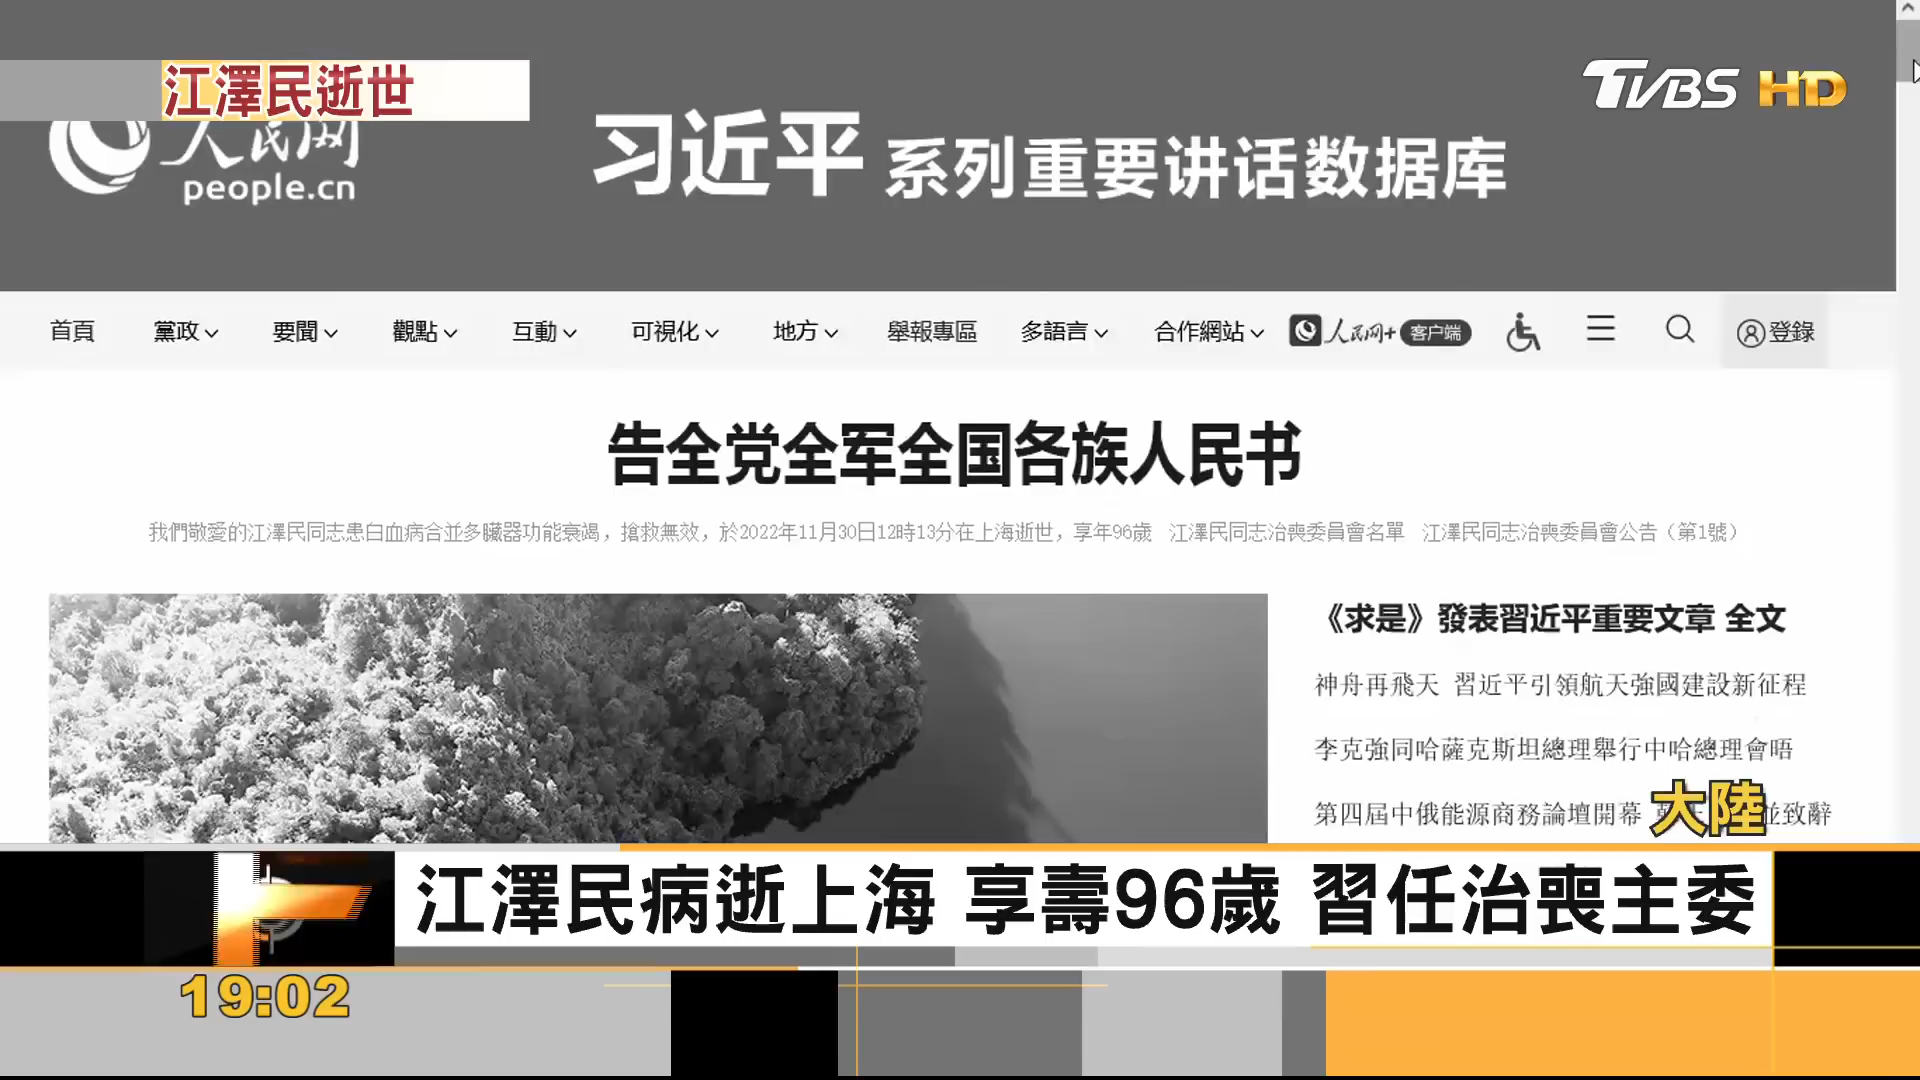 江澤民逝世
TVBS HD
人民网
people.cn
习近平 系列重要讲话数据库
首頁 黨政 要聞 觀點 互動 可視化 地方 舉報專區 多語言 合作網站 人民网+ 客户端 登錄
告全党全军全国各族人民书
我們敬愛的江澤民同志患白血病合並多臟器功能衰竭，搶救無效，於2022年11月30日12時13分在上海逝世，享年96歲 江澤民同志治喪委員會名單 江澤民同志治喪委員會公告（第1號）
《求是》發表習近平重要文章 全文
神舟再飛天 習近平引領航天強國建設新征程
李克強同哈薩克斯坦總理舉行中哈總理會晤
第四屆中俄能源商務論壇開幕 並致辭
大陸
江澤民病逝上海 享壽96歲 習任治喪主委
19:02